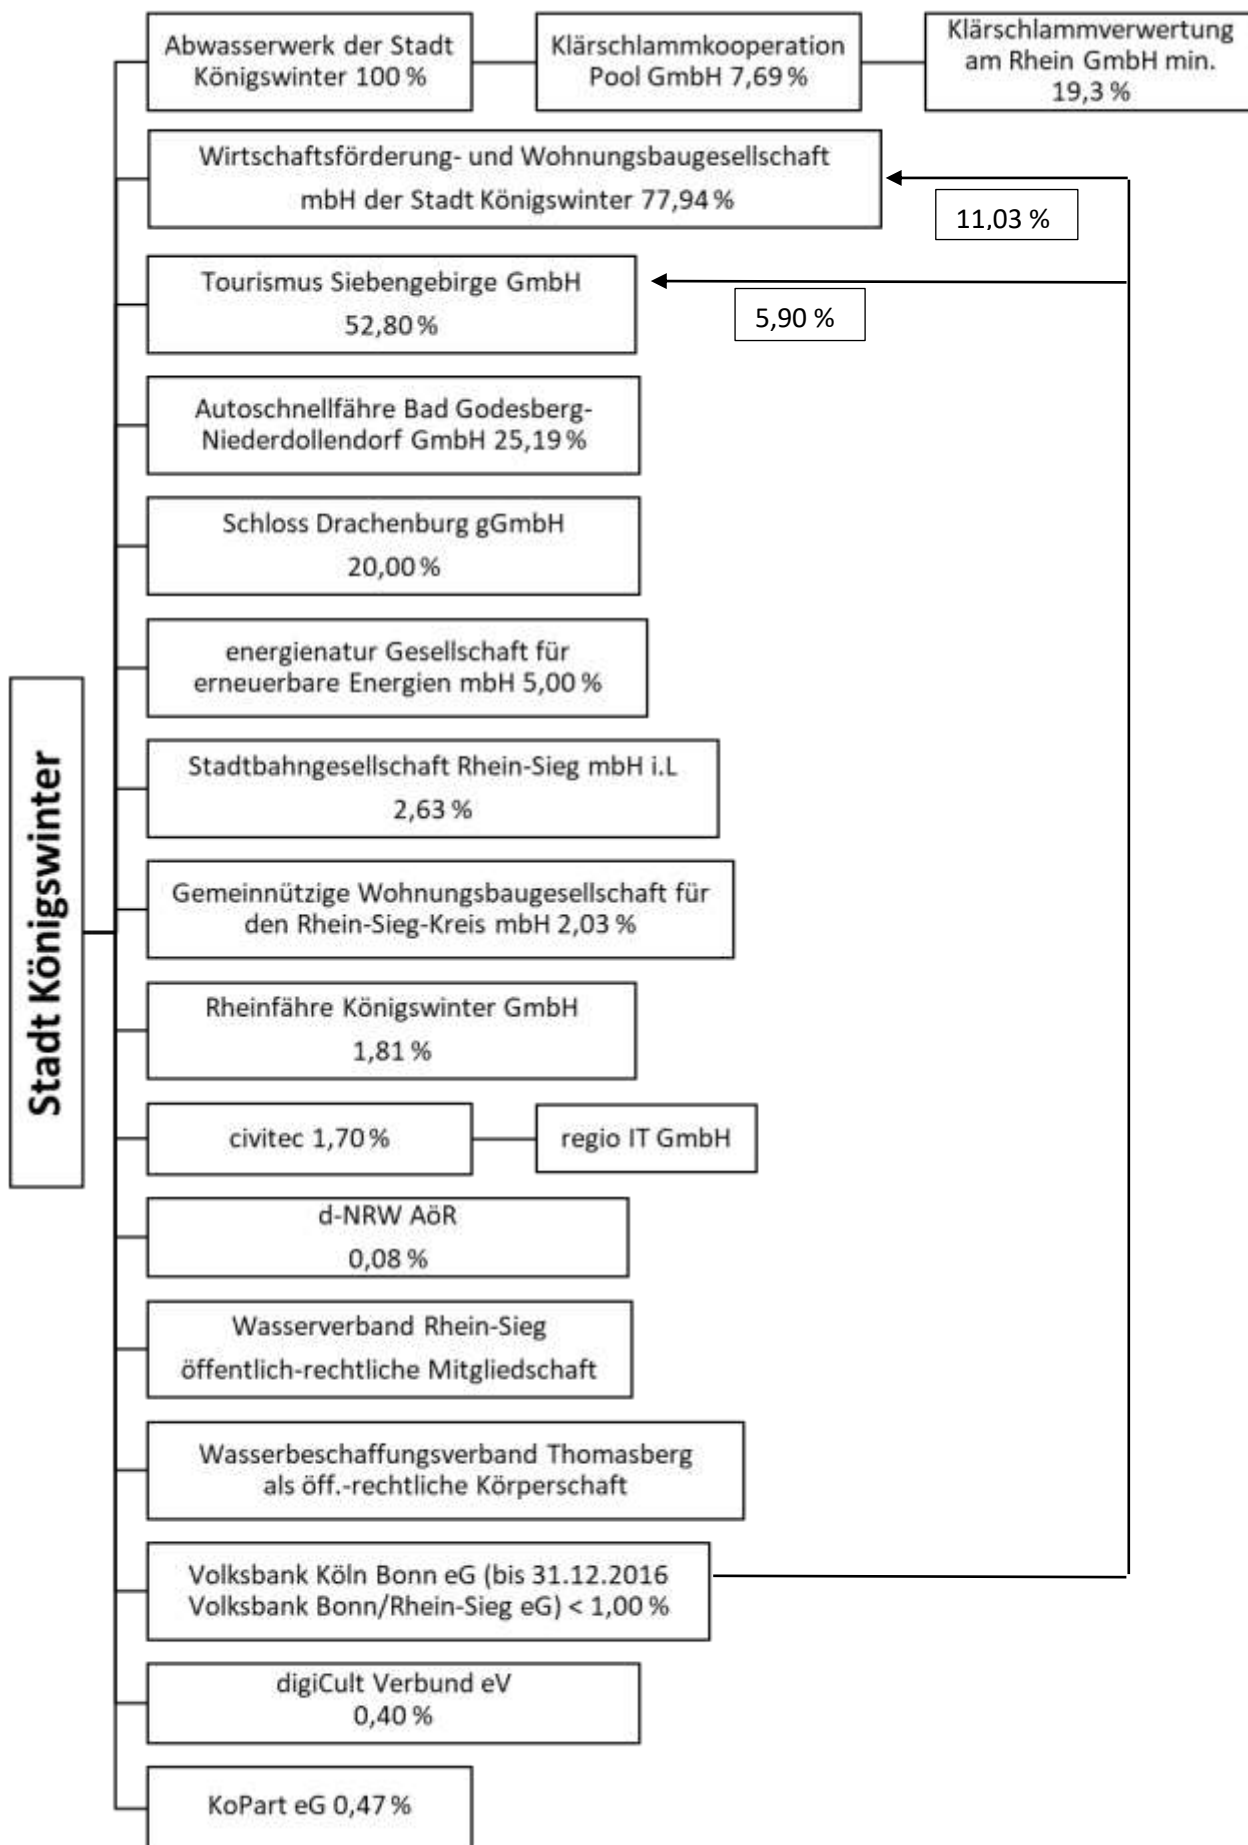 Abwasserwerk der Stadt
Königswinter 100 %
Klärschlammkooperation
Pool GmbH 7,69 %
Klärschlammverwertung
am Rhein GmbH min.
19,3 %
Wirtschaftsförderung- und Wohnungsbaugesellschaft
mbH der Stadt Königswinter 77,94 %
11,03 %
Tourismus Siebengebirge GmbH
52,80 %
5,90 %
Autoschnellfähre Bad Godesberg-
Niederdollendorf GmbH 25,19 %
Schloss Drachenburg gGmbH
20,00 %
energienatur Gesellschaft für
erneuerbare Energien mbH 5,00 %
Stadtbahngesellschaft Rhein-Sieg mbH i.L
2,63 %
Gemeinnützige Wohnungsbaugesellschaft für
den Rhein-Sieg-Kreis mbH 2,03 %
Stadt Königswinter
Rheinfähre Königswinter GmbH
1,81 %
civitec 1,70 %
regio IT GmbH
d-NRW AöR
0,08 %
Wasserverband Rhein-Sieg
öffentlich-rechtliche Mitgliedschaft
Wasserbeschaffungsverband Thomasberg
als öff.-rechtliche Körperschaft
Volksbank Köln Bonn eG (bis 31.12.2016
Volksbank Bonn/Rhein-Sieg eG) < 1,00 %
digiCult Verbund eV
0,40 %
KoPart eG 0,47 %